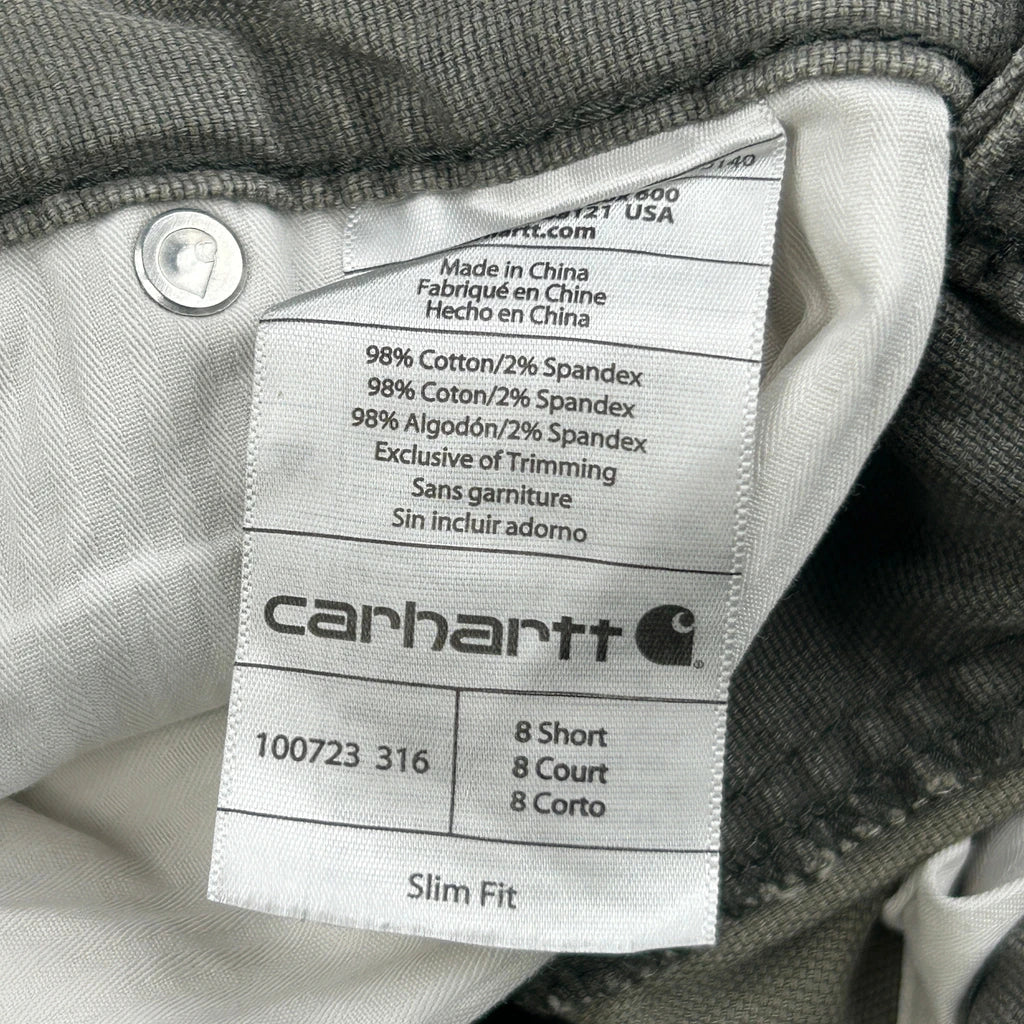 600
USA
Made in China
Fabriqué en Chine
Hecho en China
98% Cotton/2% Spandex
98% Coton/2% Spandex
98% Algodón/2% Spandex
Exclusive of Trimming
Sans garniture
Sin incluir adorno
carhartt
100723 316
8 Short
8 Court
8 Corto
Slim Fit